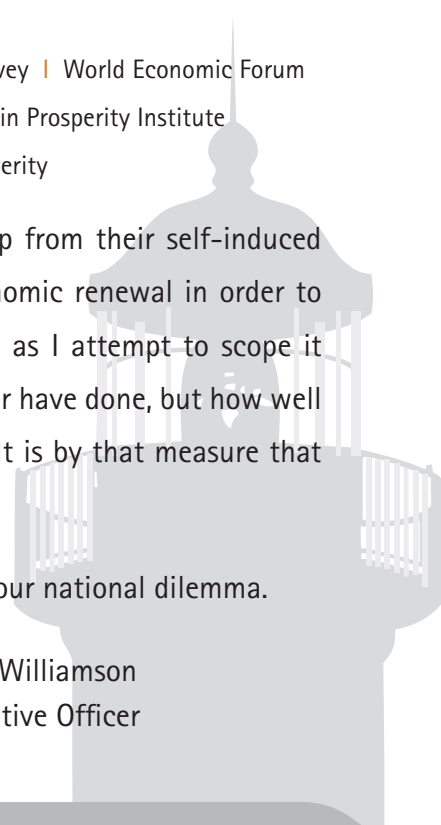 vey | World Economic Forum
in Prosperity Institute
erity
p from their self-induced
nomic renewal in order to
as I attempt to scope it
r have done, but how well
t is by that measure that
our national dilemma.
Williamson
tive Officer